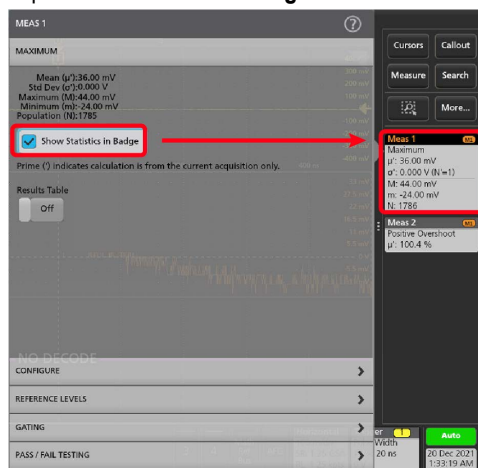 MEAS 1
?
MAXIMUM
Mean (µ'):36.00 mV
Std Dev (σ'):0.000 V
Maximum (M):44.00 mV
Minimum (m):-24.00 mV
Population (N):1785
Show Statistics in Badge
Prime (') indicates calculation is from the current acquisition only.
Results Table
Off
NO DECODE
CONFIGURE
REFERENCE LEVELS
GATING
PASS / FAIL TESTING
Cursors
Callout
Measure
Search
More...
Meas 1
Maximum
µ': 36.00 mV
σ': 0.000 V (N'=1)
M: 44.00 mV
m: -24.00 mV
N: 1786
Meas 2
Positive Overshoot
µ': 100.4 %
er
1
Width
20 ns
Auto
20 Dec 2021
1:33:19 AM